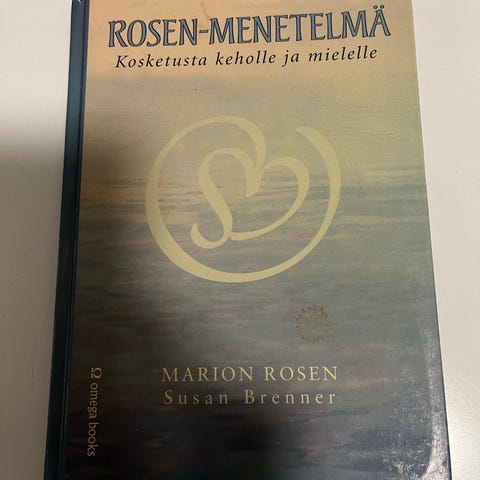 ROSEN-MENETELMÄ
Kosketusta keholle ja mielelle
MARION ROSEN
Susan Brenner
Ω omega books